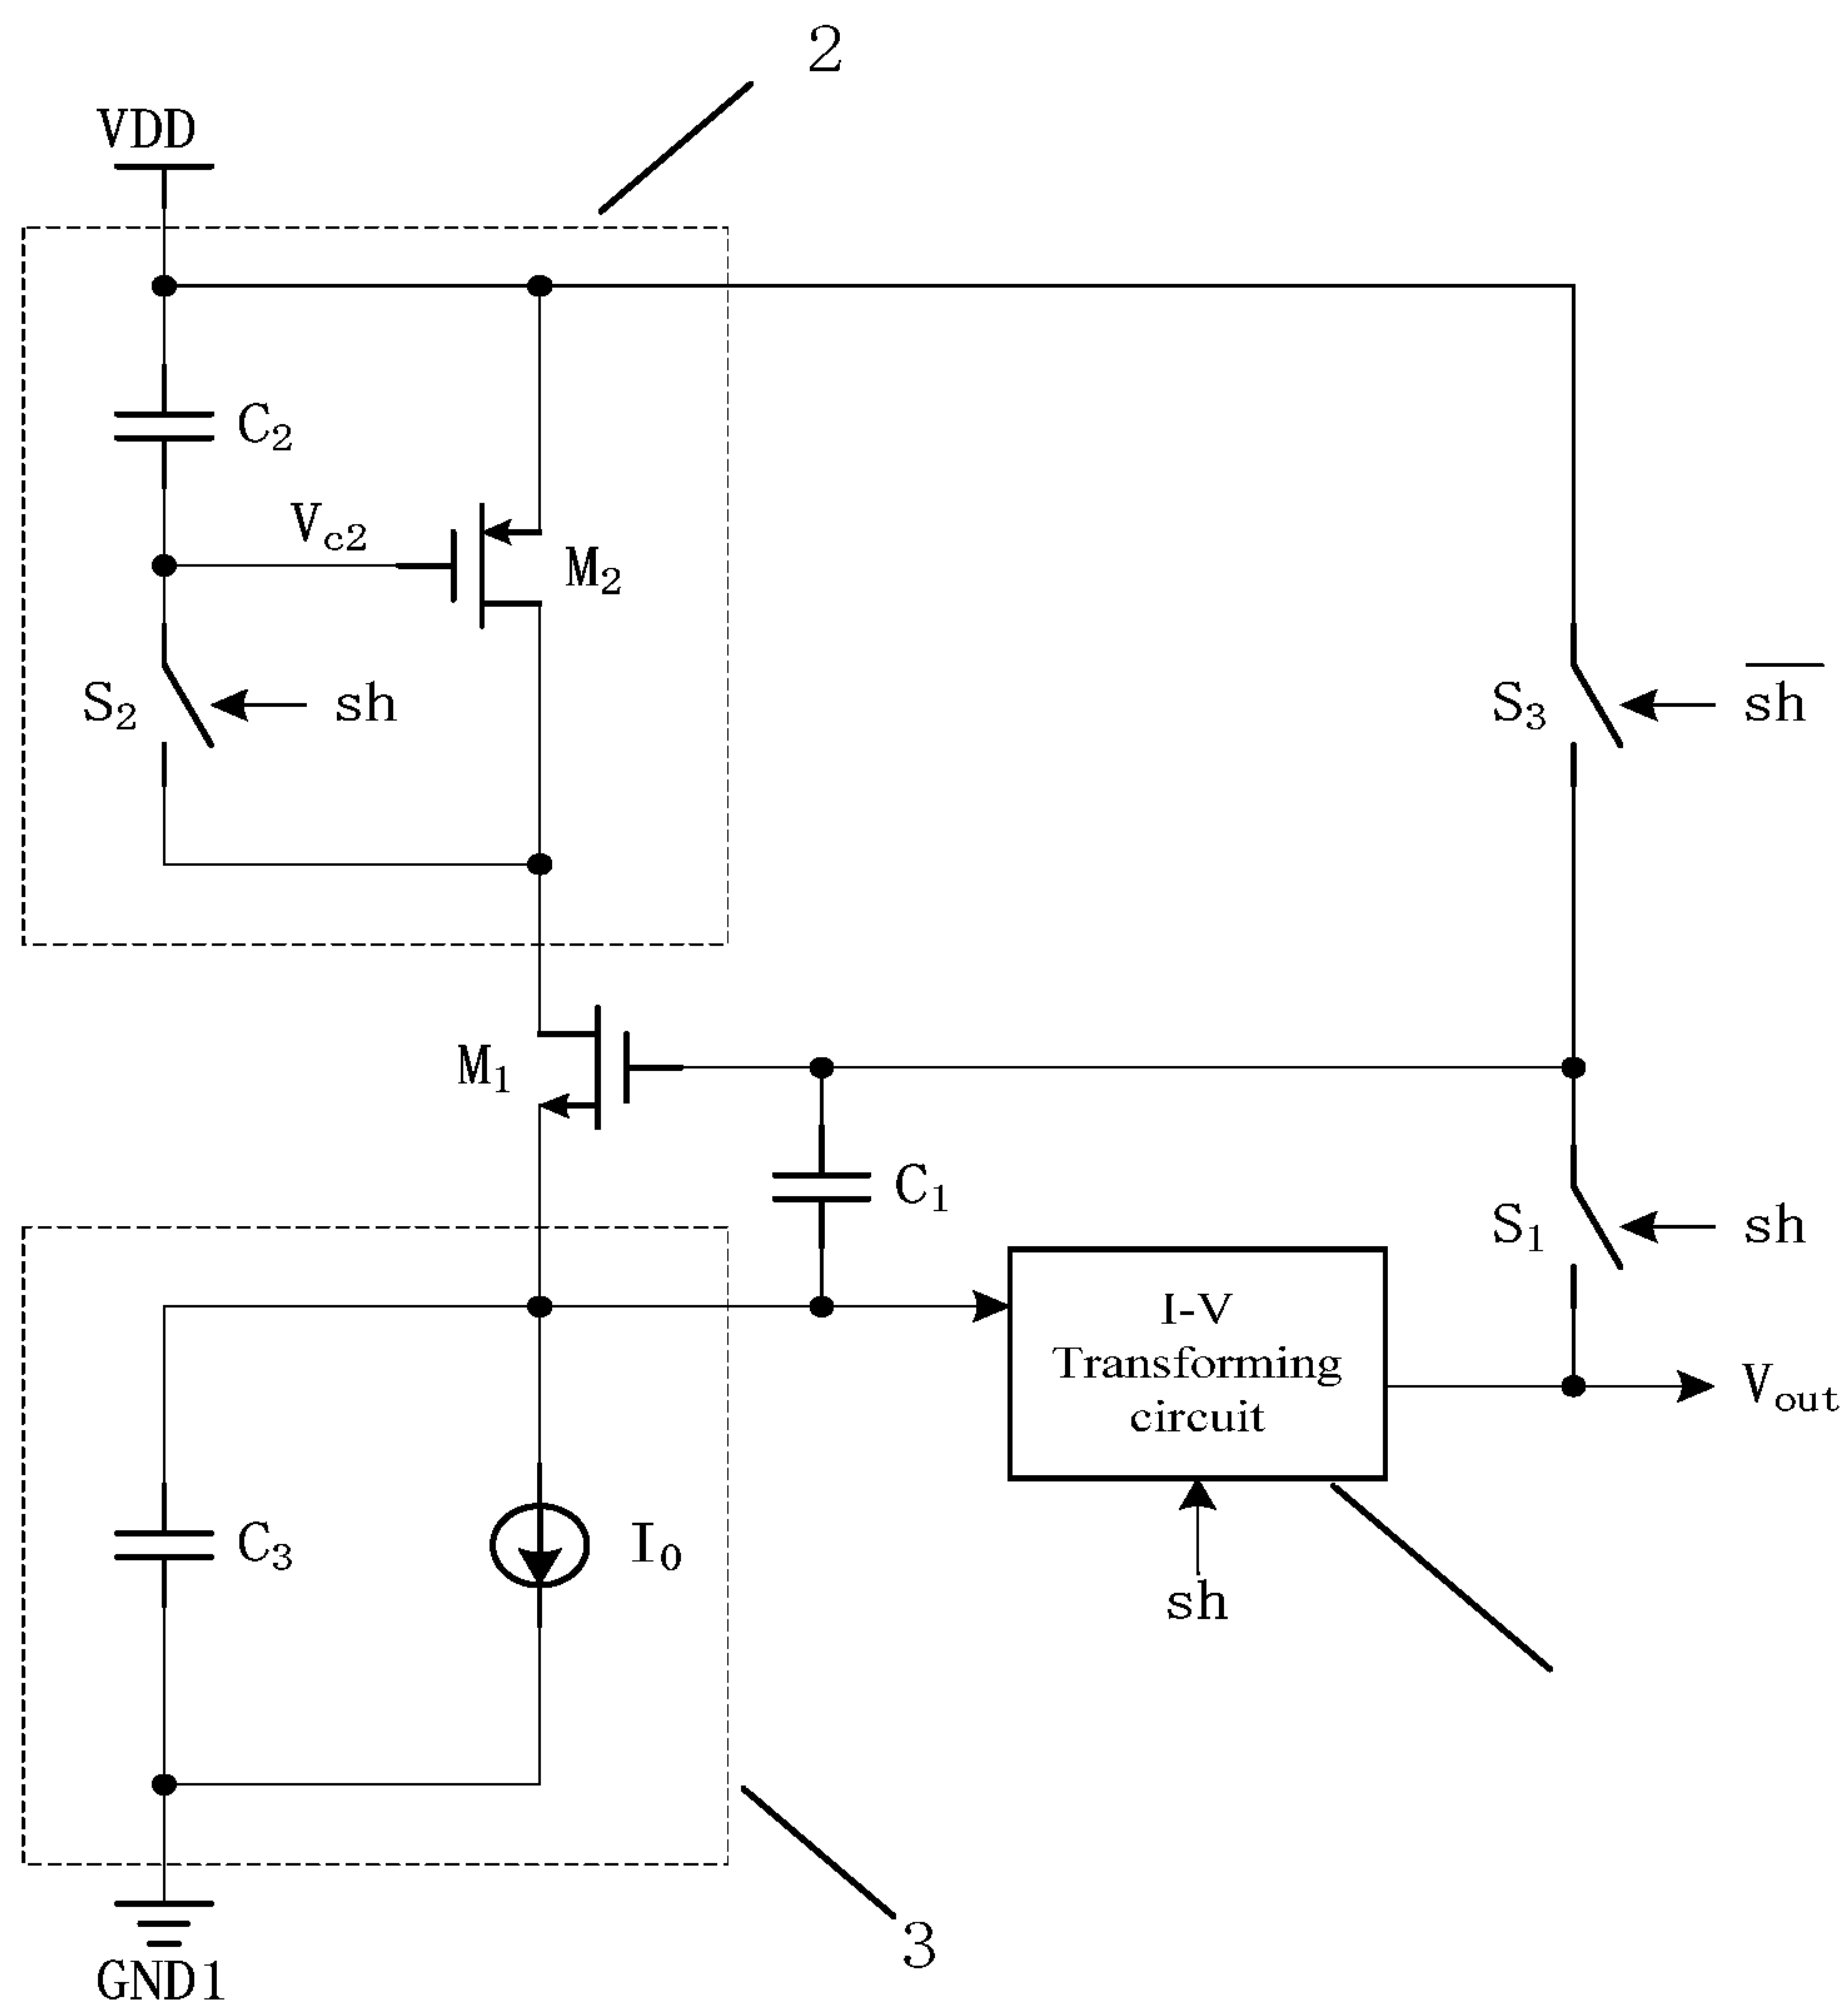 2
VDD
C2
Vc2
M2
S2 sh
S3 sh
M1
C1
S1 sh
I-V
Transforming
circuit
Vout
C3
I0
sh
3
GND1